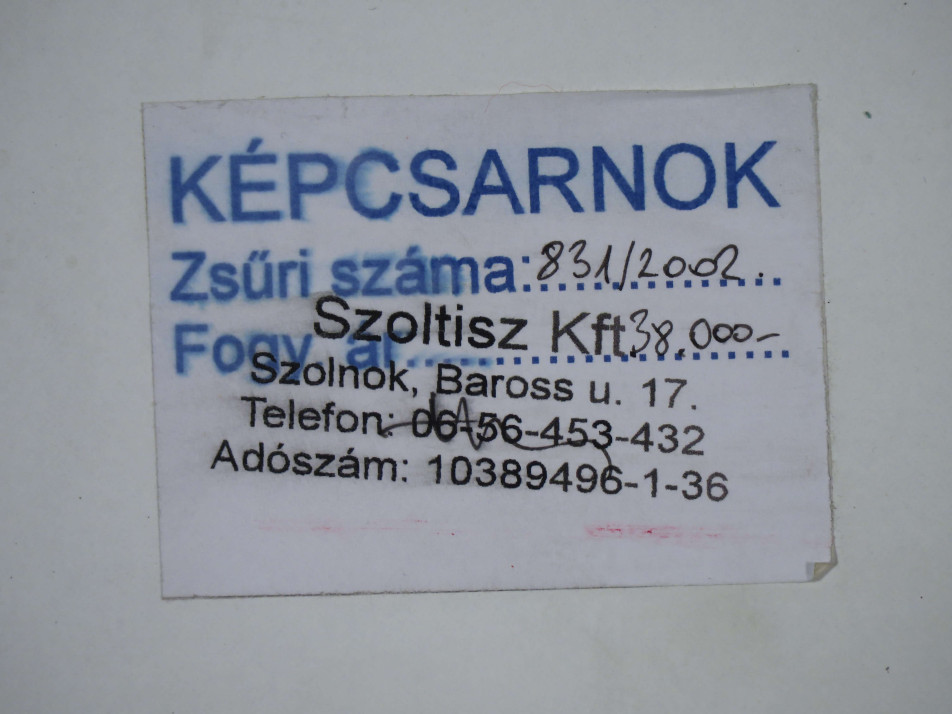 KÉPCSARNOK
Zsűri száma: 831/2002.
Szoltisz Kft
Fogy. ár 38.000-
Szolnok, Baross u. 17.
Telefon: 06-56-453-432
Adószám: 10389496-1-36